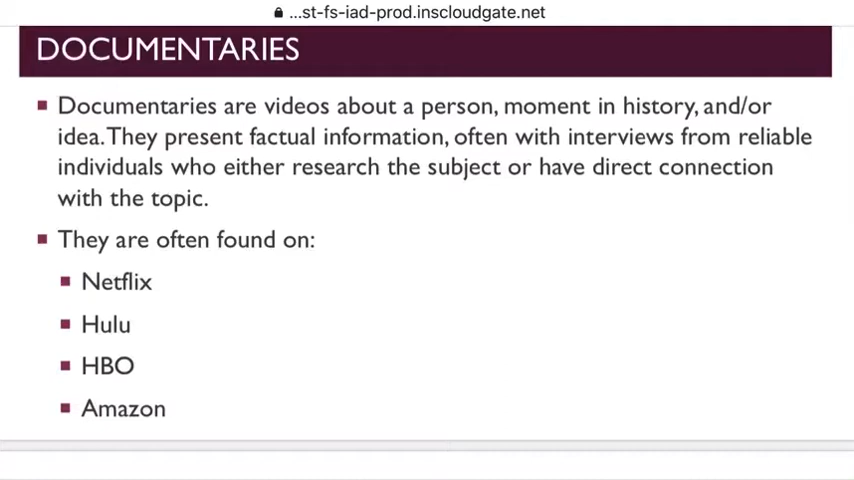 ...st-fs-iad-prod.inscloudgate.net
DOCUMENTARIES
Documentaries are videos about a person, moment in history, and/or
idea. They present factual information, often with interviews from reliable
individuals who either research the subject or have direct connection
with the topic.
They are often found on:
Netflix
Hulu
HBO
Amazon